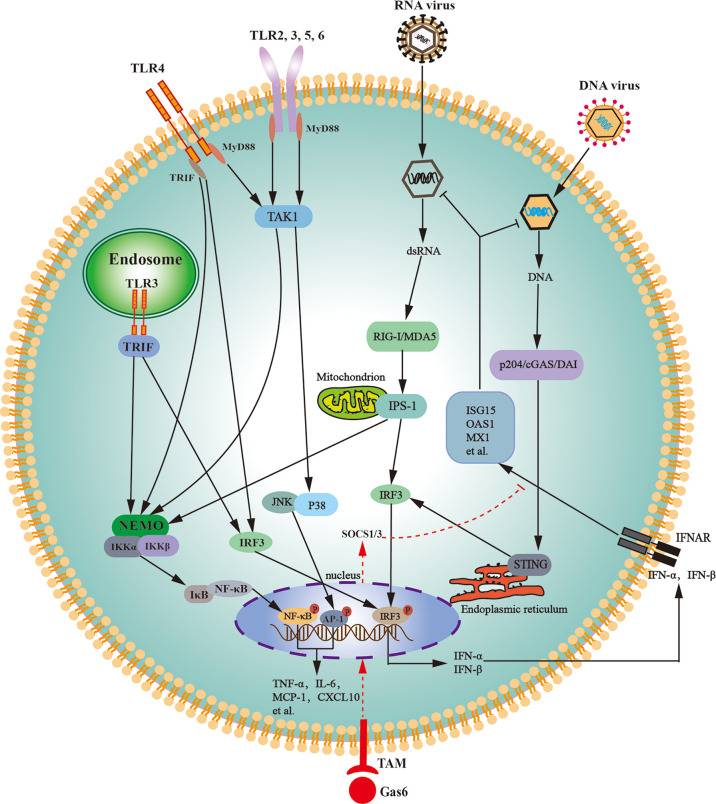 RNA virus
TLR2, 3, 5, 6
TLR4
DNA virus
MyD88
MyD88
TRIF
TAK1
dsRNA
DNA
Endosome
TLR3
TRIF
RIG-I/MDA5
p204/cGAS/DAI
Mitochondrion
IPS-1
ISG15
OAS1
MX1
et al.
JNK
P38
IRF3
NEMO
IKKα
IKKβ
IRF3
SOCS1/3
IFNAR
STING
IFN-α, IFN-β
nucleus
IκB
NF-κB
Endoplasmic reticulum
NF-κB
P
AP-1
P
IRF3
P
IFN-α
IFN-β
TNF-α, IL-6,
MCP-1, CXCL10
et al.
TAM
Gas6